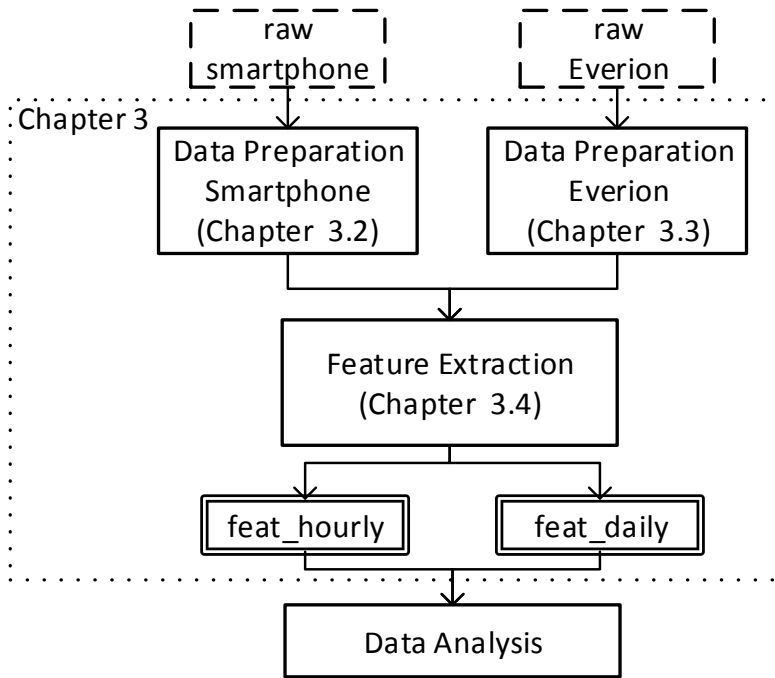 raw
smartphone
raw
Everion
Chapter 3
Data Preparation
Smartphone
(Chapter 3.2)
Data Preparation
Everion
(Chapter 3.3)
Feature Extraction
(Chapter 3.4)
feat_hourly
feat_daily
Data Analysis